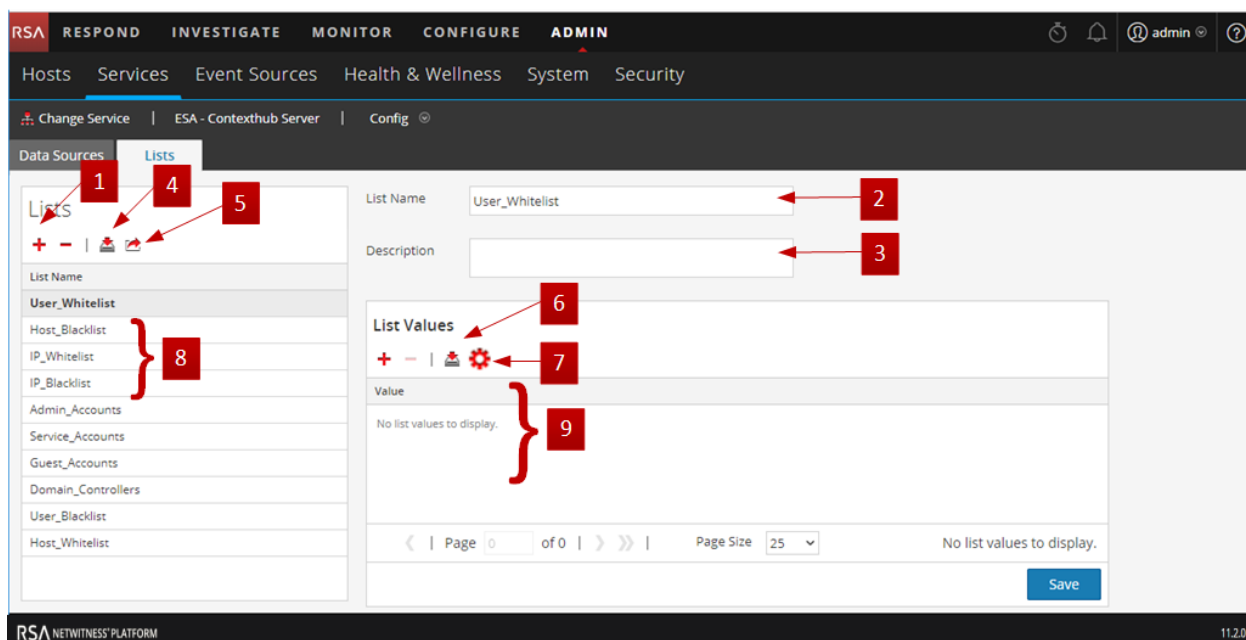 RSA RESPOND INVESTIGATE MONITOR CONFIGURE ADMIN admin ?
Hosts Services Event Sources Health & Wellness System Security
Change Service | ESA - Contexthub Server | Config
Data Sources Lists
1
4
5
Lists
List Name User_Whitelist 2
Description 3
List Name
User_Whitelist
Host_Blacklist
IP_Whitelist
IP_Blacklist
Admin_Accounts
Service_Accounts
Guest_Accounts
Domain_Controllers
User_Blacklist
Host_Whitelist
8
6
List Values
7
Value
No list values to display.
9
| Page 0 of 0 | | Page Size 25 No list values to display.
Save
RSA NETWITNESS® PLATFORM 11.2.0